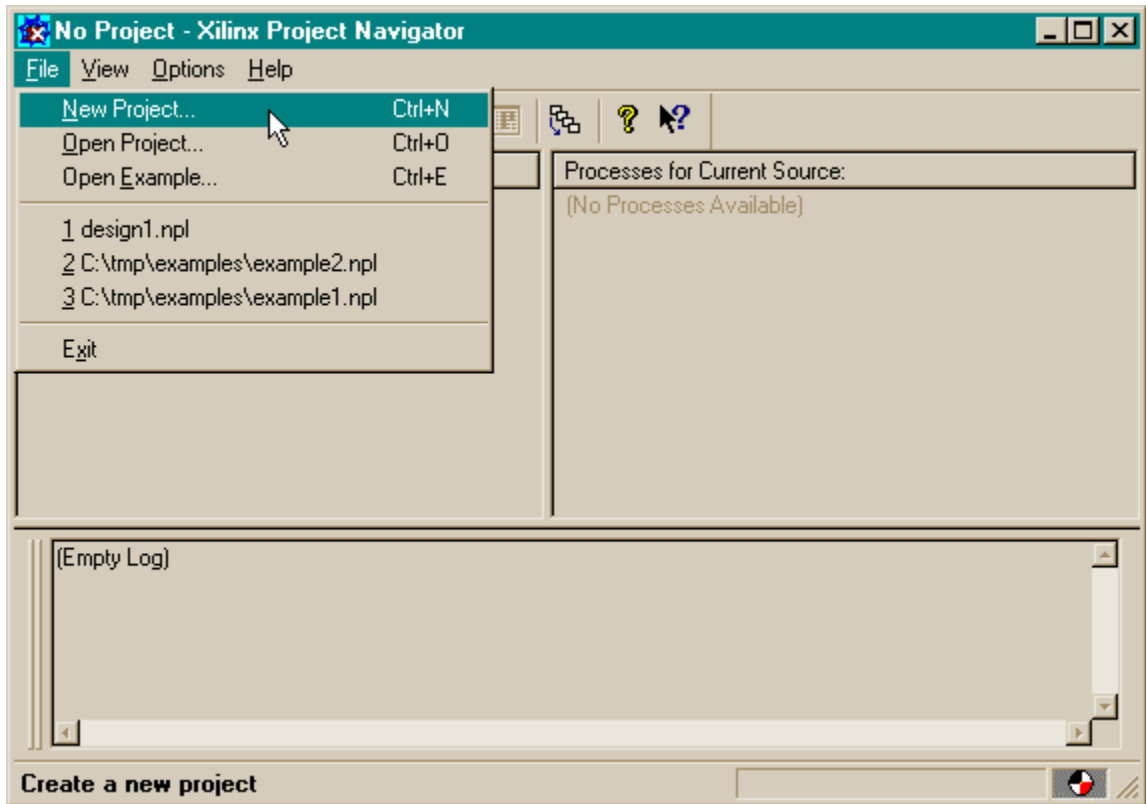 No Project - Xilinx Project Navigator
File View Options Help
New Project... Ctrl+N
Open Project... Ctrl+O
Open Example... Ctrl+E
Processes for Current Source:
(No Processes Available)
1 design1.npl
2 C:\tmp\examples\example2.npl
3 C:\tmp\examples\example1.npl
Exit
(Empty Log)
Create a new project